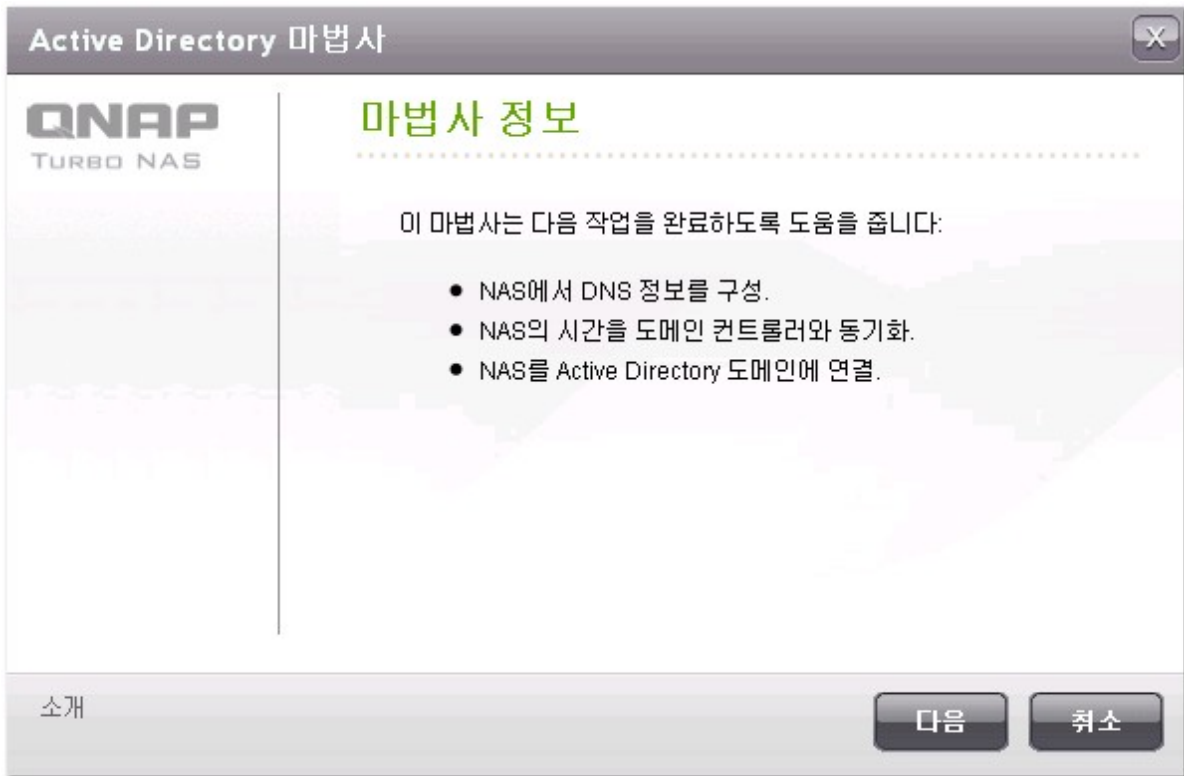 Active Directory 마법사
X
QNAP
TURBO NAS
마법사 정보
이 마법사는 다음 작업을 완료하도록 도움을 줍니다:
● NAS에서 DNS 정보를 구성.
● NAS의 시간을 도메인 컨트롤러와 동기화.
● NAS를 Active Directory 도메인에 연결.
소개
다음
취소